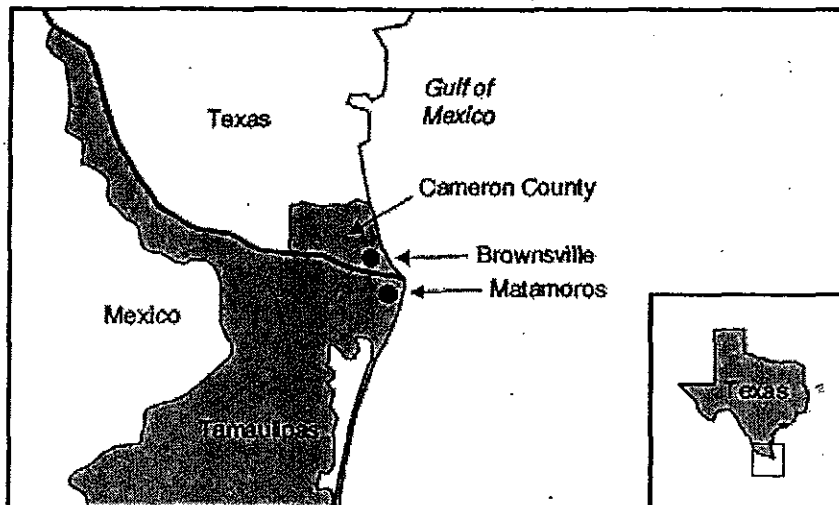 Texas
Gulf of
Mexico
Cameron County
Brownsville
Matamoros
Mexico
Tamaulipas
Texas